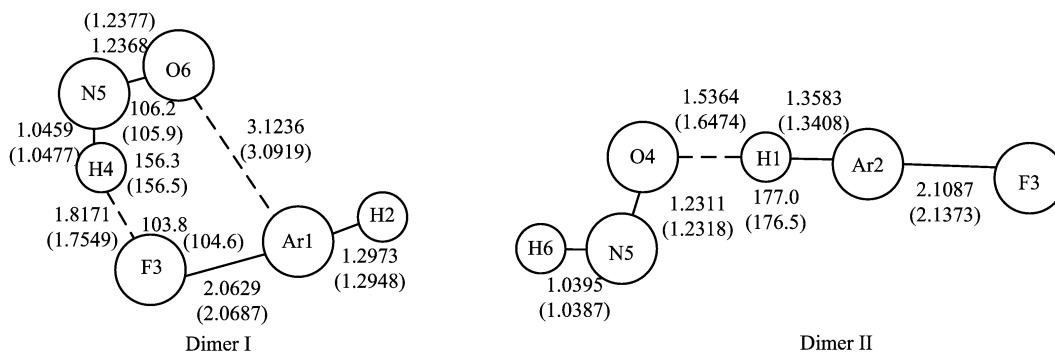 (1.2377)
1.2368
O6
N5
106.2
(105.9)
1.0459
(1.0477)
3.1236
(3.0919)
H4
156.3
(156.5)
1.8171
(1.7549)
103.8
(104.6)
H2
Ar1
F3
1.2973
(1.2948)
2.0629
(2.0687)
Dimer I
1.5364
(1.6474)
1.3583
(1.3408)
O4
H1
Ar2
F3
177.0
(176.5)
2.1087
(2.1373)
1.2311
(1.2318)
H6
N5
1.0395
(1.0387)
Dimer II